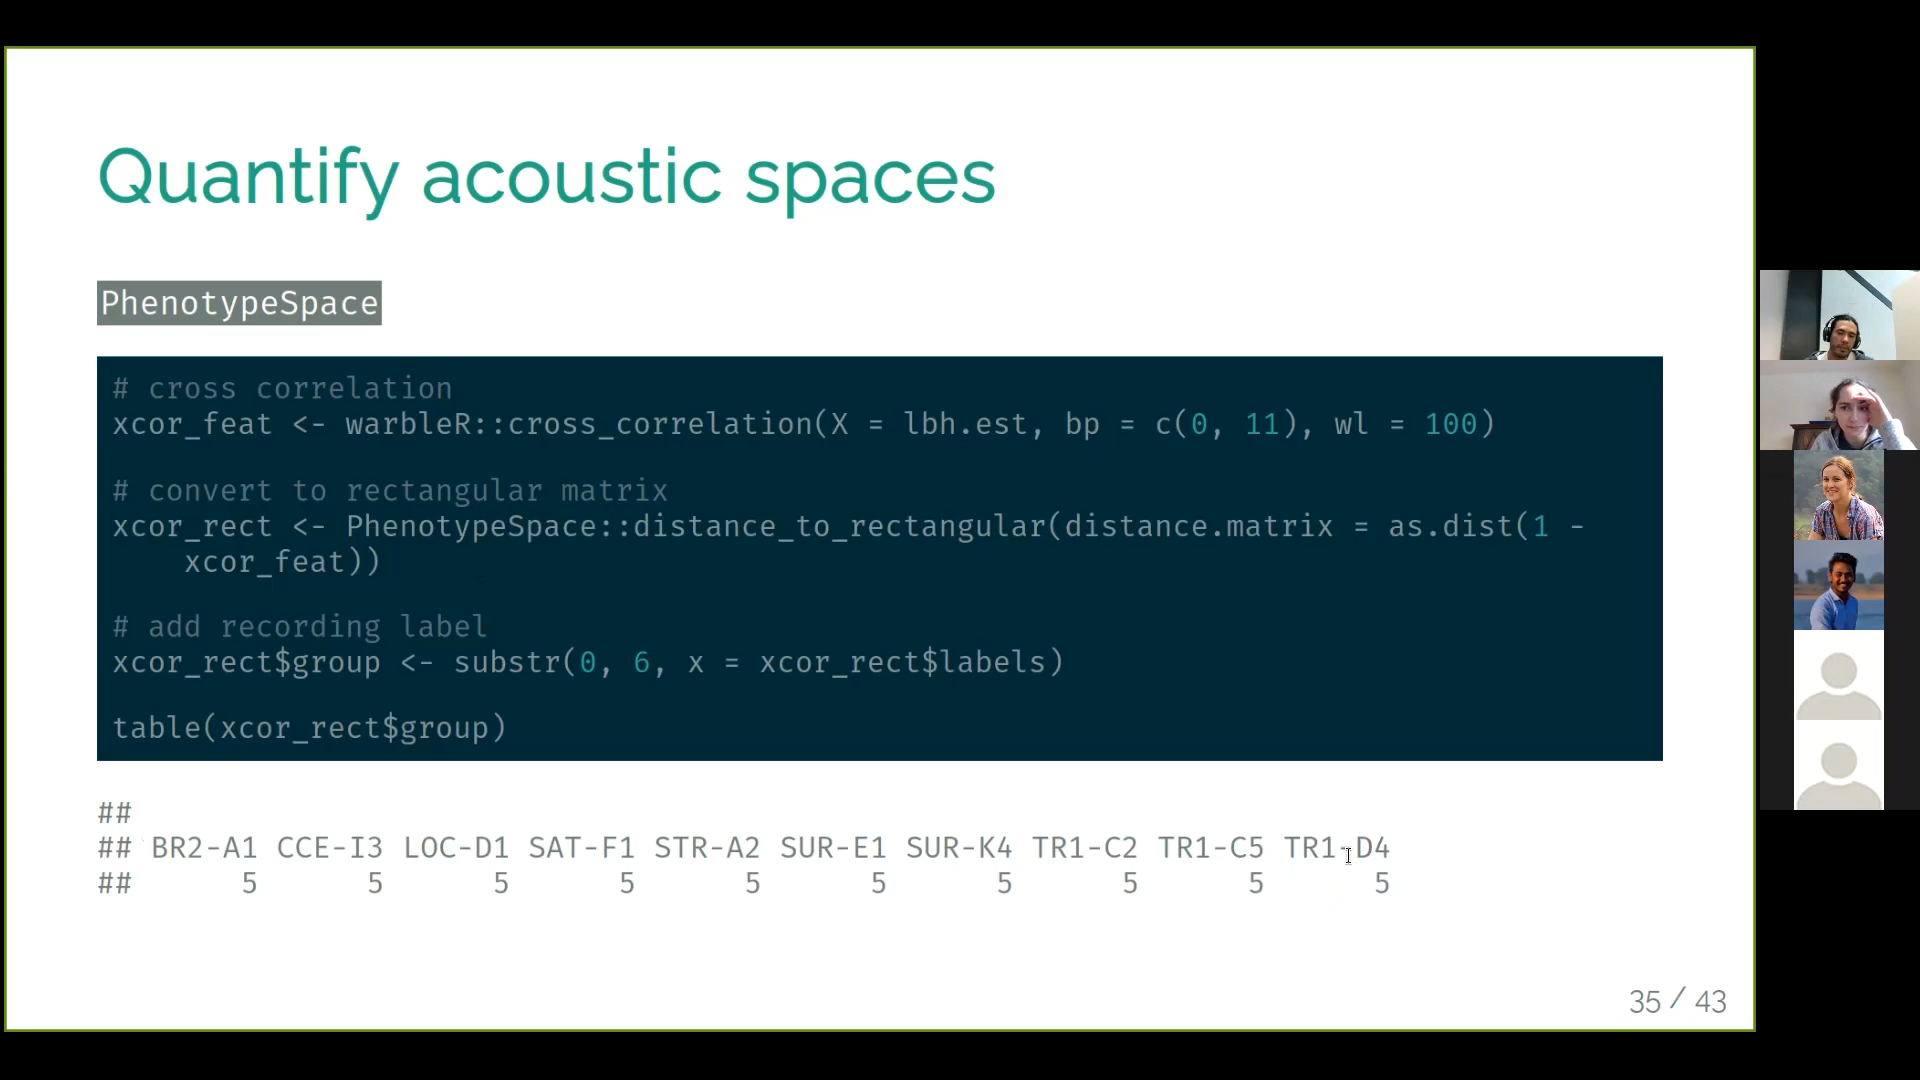 Quantify acoustic spaces
PhenotypeSpace
# cross correlation
xcor_feat <- warbleR::cross_correlation(X = lbh.est, bp = c(0, 11), wl = 100)
# convert to rectangular matrix
xcor_rect <- PhenotypeSpace::distance_to_rectangular(distance.matrix = as.dist(1 -
xcor_feat))
# add recording label
xcor_rect$group <- substr(0, 6, x = xcor_rect$labels)
table(xcor_rect$group)
##
## BR2-A1 CCE-I3 LOC-D1 SAT-F1 STR-A2 SUR-E1 SUR-K4 TR1-C2 TR1-C5 TR1-D4
## 5 5 5 5 5 5 5 5 5 5
35 / 43